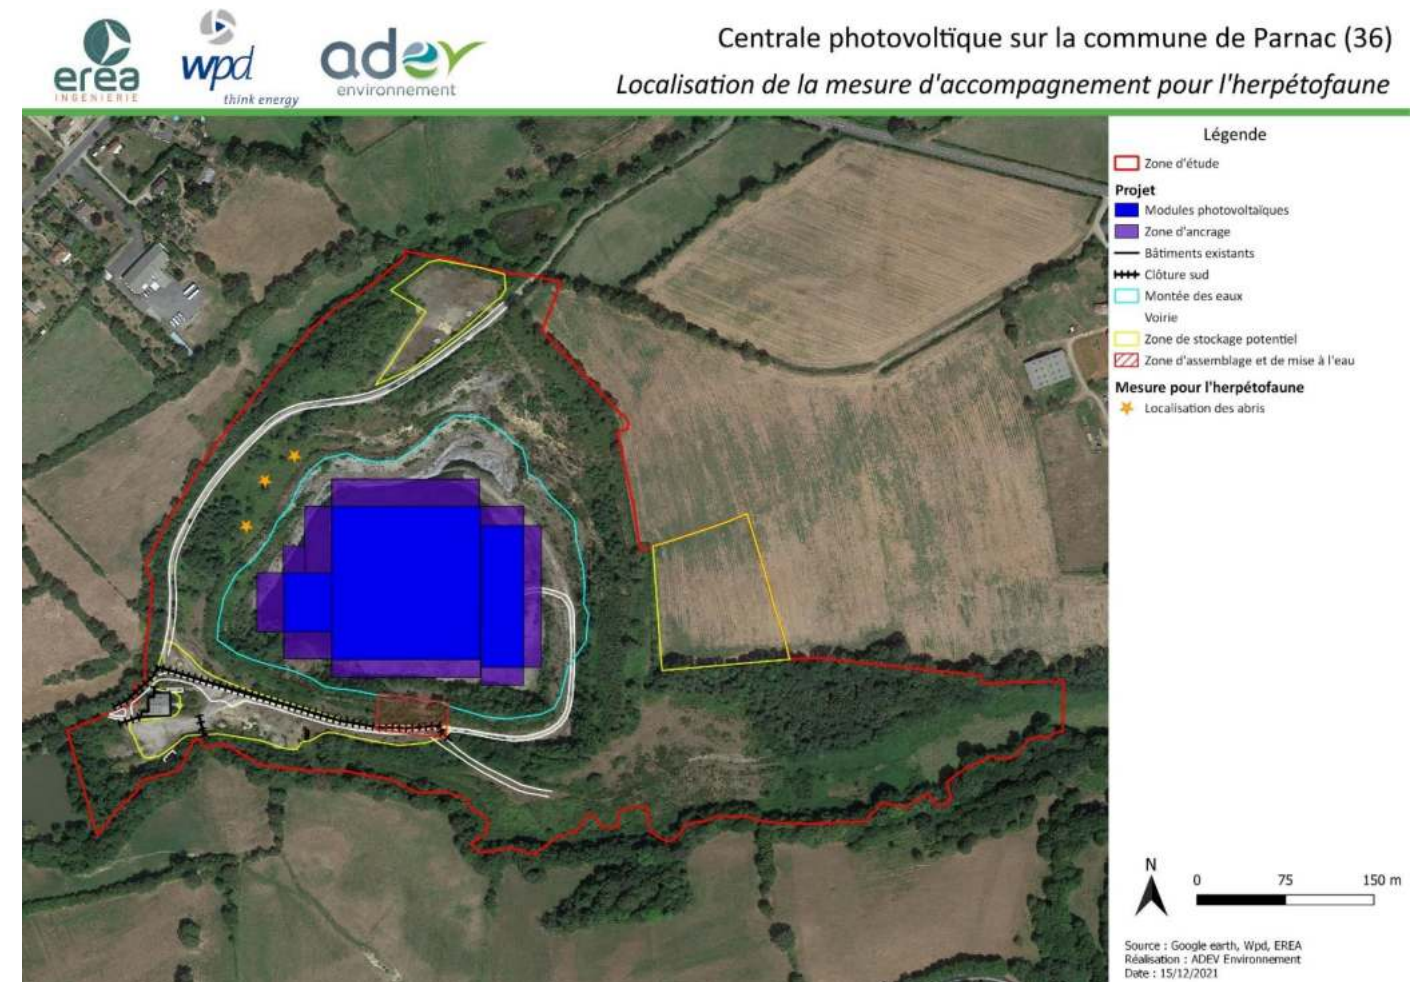 erea
INGENIERIE
wpd
think energy
adev
environnement
Centrale photovoltïque sur la commune de Parnac (36)
Localisation de la mesure d'accompagnement pour l'herpétofaune
Légende
Zone d'étude
Projet
Modules photovoltaïques
Zone d'ancrage
Bâtiments existants
Clôture sud
Montée des eaux
Voirie
Zone de stockage potentiel
Zone d'assemblage et de mise à l'eau
Mesure pour l'herpétofaune
Localisation des abris
N
0 75 150 m
Source : Google earth, Wpd, EREA
Réalisation : ADEV Environnement
Date : 15/12/2021